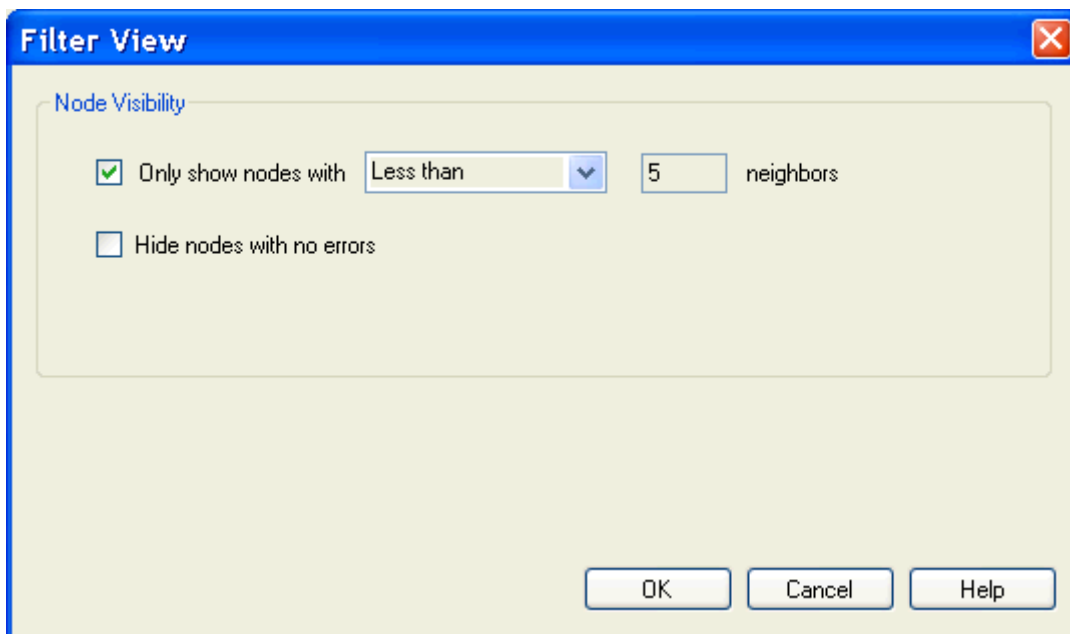 Filter View
Node Visibility
Only show nodes with Less than 5 neighbors
Hide nodes with no errors
OK Cancel Help